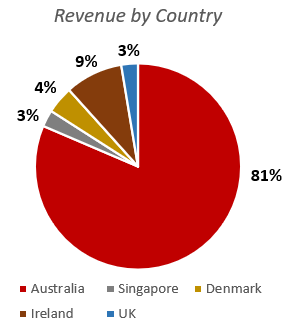 Revenue by Country
3%
9%
4%
3%
81%
Australia Singapore Denmark
Ireland UK